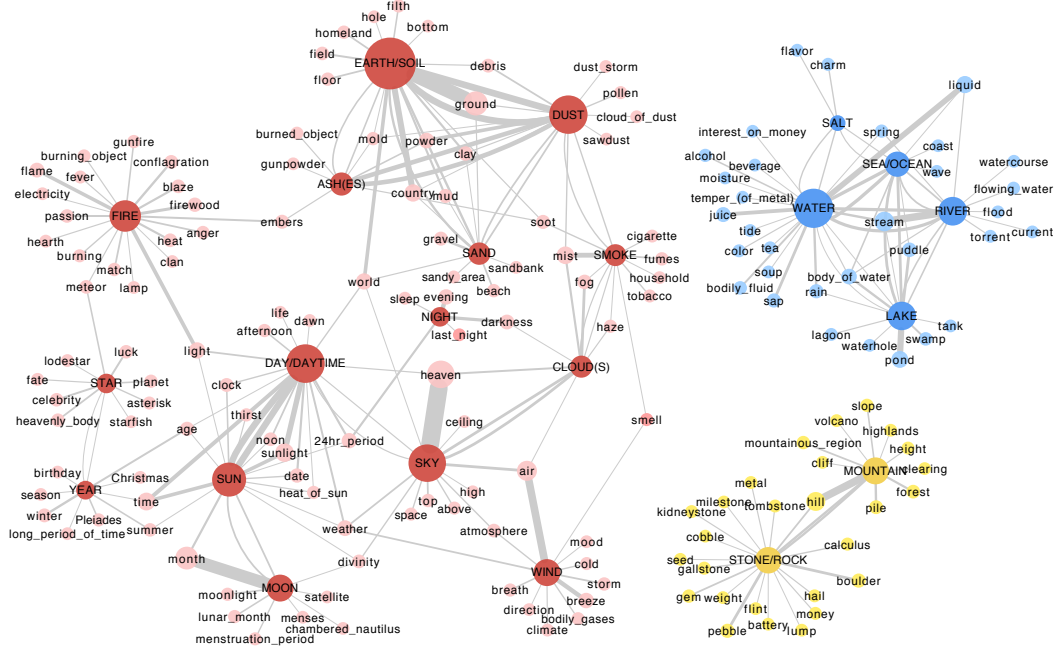 filth
hole
bottom
homeland
field
EARTH/SOIL
floor
debris
dust_storm
pollen
ground
DUST
cloud_of_dust
sawdust
burned_object
mold
powder
clay
gunpowder
ASH(ES)
country
mud
gunfire
burning_object
conflagration
flame
fever
blaze
electricity
firewood
passion
FIRE
embers
anger
hearth
heat
burning
clan
match
meteor
lamp
soot
gravel
cigarette
SAND
mist
SMOKE
fumes
sandbank
sandy_area
household
world
fog
beach
tobacco
sleep
evening
NIGHT
darkness
last_night
haze
life
dawn
afternoon
light
DAY/DAYTIME
CLOUD(S)
heaven
luck
lodestar
fate
STAR
planet
clock
celebrity
asterisk
heavenly_body
starfish
thirst
age
ceiling
smell
noon
24hr_period
sunlight
SKY
air
birthday
Christmas
SUN
date
season
YEAR
heat_of_sun
high
time
top
above
winter
Pleiades
space
long_period_of_time
summer
weather
atmosphere
mood
month
divinity
cold
WIND
MOON
storm
moonlight
satellite
breath
breeze
lunar_month
menses
direction
bodily_gases
chambered_nautilus
climate
menstruation_period
flavor
charm
liquid
SALT
interest_on_money
spring
coast
alcohol
beverage
SEA/OCEAN
watercourse
moisture
wave
flowing_water
temper_(of_metal)
WATER
RIVER
flood
juice
stream
tide
torrent
current
color
tea
puddle
soup
body_of_water
bodily_fluid
rain
sap
LAKE
tank
lagoon
swamp
waterhole
pond
slope
volcano
highlands
mountainous_region
height
cliff
MOUNTAIN
clearing
metal
forest
milestone
tombstone
hill
pile
kidneystone
cobble
calculus
seed
STONE/ROCK
gallstone
boulder
gem
weight
hail
flint
money
pebble
battery
lump